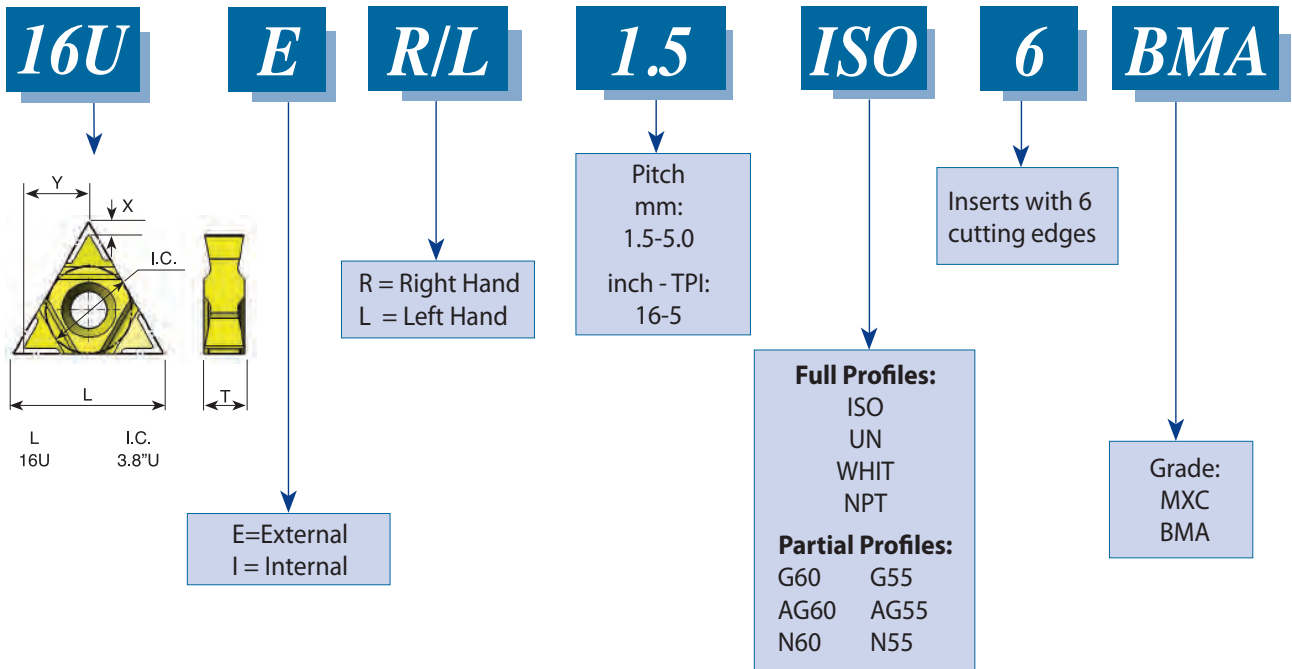 16U E R/L 1.5 ISO 6 BMA
Y
X
I.C.
L
T
L I.C.
16U 3.8”U
E=External
I = Internal
R = Right Hand
L = Left Hand
Pitch
mm:
1.5-5.0
inch - TPI:
16-5
Full Profiles:
ISO
UN
WHIT
NPT
Partial Profiles:
G60 G55
AG60 AG55
N60 N55
Inserts with 6
cutting edges
Grade:
MXC
BMA